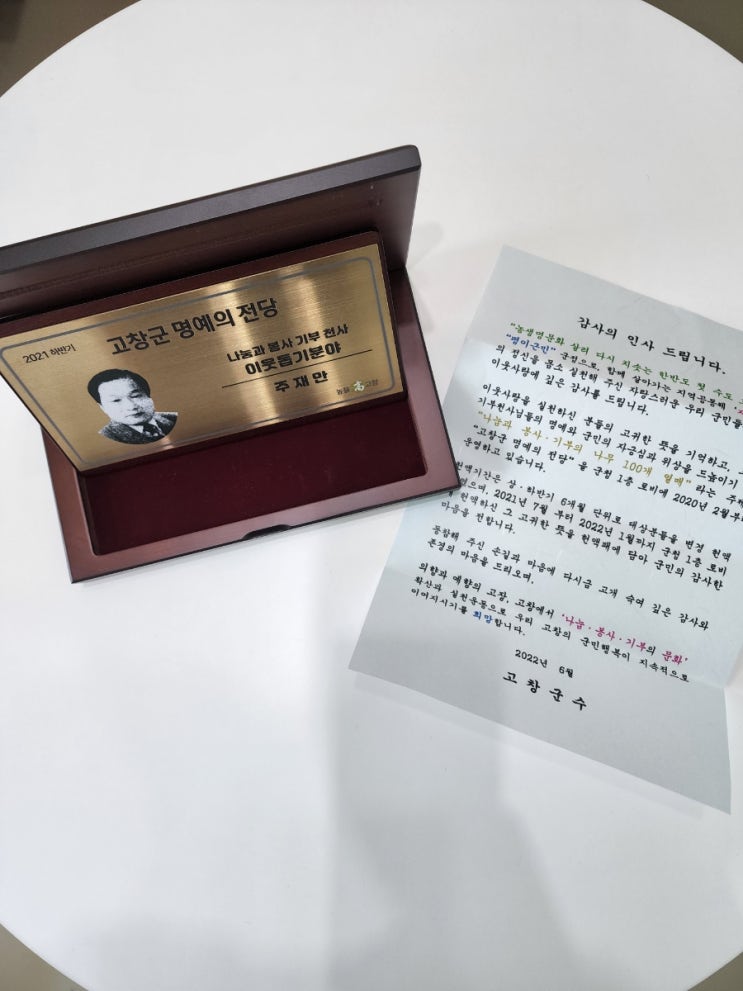 2021 하반기
고창군 명예의 전당
나눔과 봉사 기부 천사
이웃돕기분야
주재만
농생
고창
감사의 인사 드립니다.
"농생명문화 살려 다시 치솟는 한반도 첫 수도
"명이군민" 군정으로, 함께 살아가는 지역공동체
의 정신을 몸소 실천해 주신 자랑스러운 우리 군민
이웃사랑에 깊은 감사를 드립니다.
이웃사랑을 실천하신 분들의 고귀한 뜻을 기억하고,
기부천사님들의 명예와 군민의 자긍심과 위상을 드높이기
"나눔과 봉사·기부의 나무 100개 열매" 라는
"고창군 명예의 전당"을 군청 1층 로비에 2020년 2월부
운영하고 있습니다.
헌액기간은 상·하반기 6개월 단위로 대상분들을 변경 헌액
2021년 7월 부터 2022년 1월까지 군청 1층 로비
헌액하신 그 고귀한 뜻을 헌액패에 담아 군민의 감사한
마음을 전합니다.
동참해 주신 손길과 마음에 다시금 고개 숙여 깊은 감사와
존경의 마음을 드리오며,
의향과 예향의 고장, 고창에서 '나눔·봉사·기부의 문화'
확산과 실천운동으로 우리 고창의 군민행복이 지속적으로
이어지시기를 희망합니다.
2022년 6월
고창군수